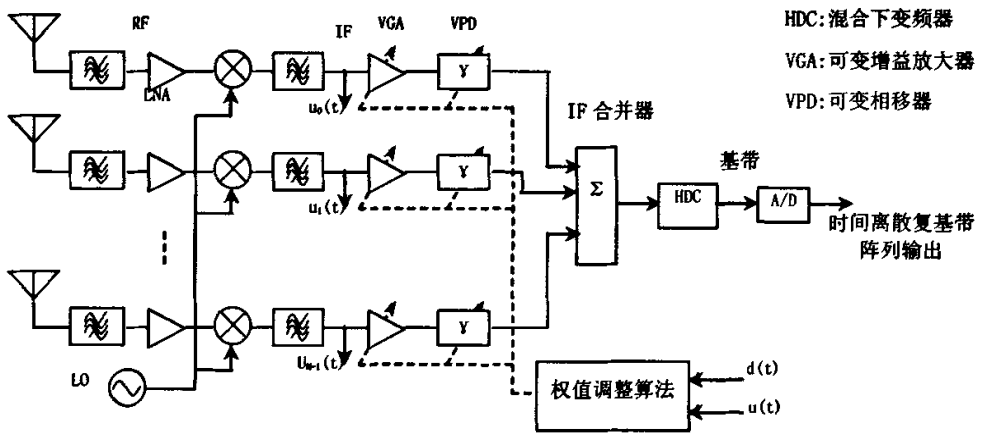 RF
IF
VGA
VPD
HDC:混合下变频器
VGA:可变增益放大器
VPD:可变相移器
LNA
γ
u₀(t)
IF 合并器
γ
u₁(t)
Σ
基带
HDC
A/D
时间离散复基带
阵列输出
γ
U_{N-1}(t)
LO
权值调整算法
d(t)
u(t)